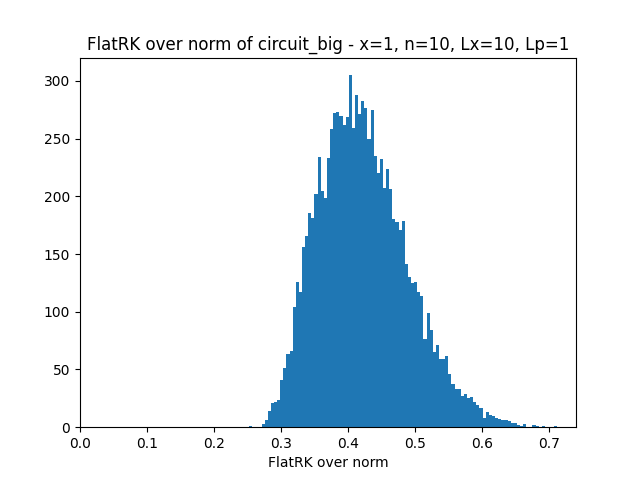 FlatRK over norm of circuit_big - x=1, n=10, Lx=10, Lp=1
300
250
200
150
100
50
0
0.0 0.1 0.2 0.3 0.4 0.5 0.6 0.7
FlatRK over norm